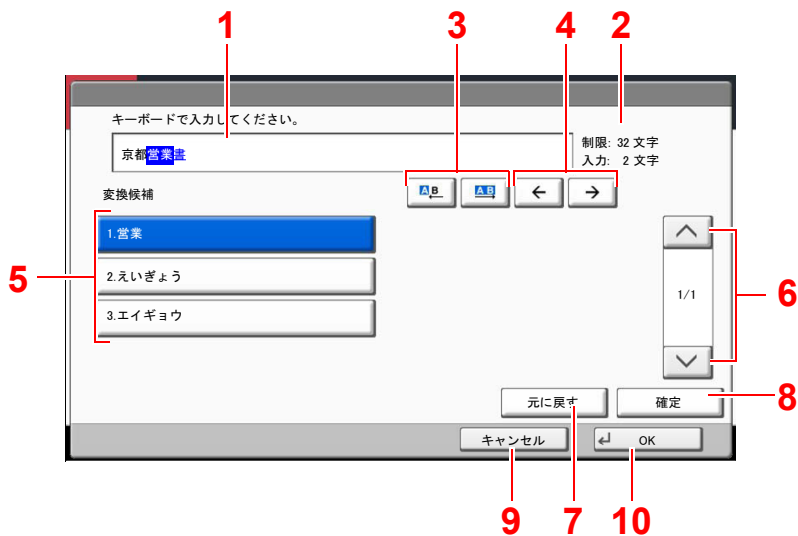 1
3
4
2
キーボードで入力してください。
京都営業書
制限: 32 文字
入力: 2 文字
変換候補
A B
A B
← →
1.営業
5
2.えいぎょう
1/1
6
3.エイギョウ
元に戻す
確定
8
キャンセル
OK
9
7
10